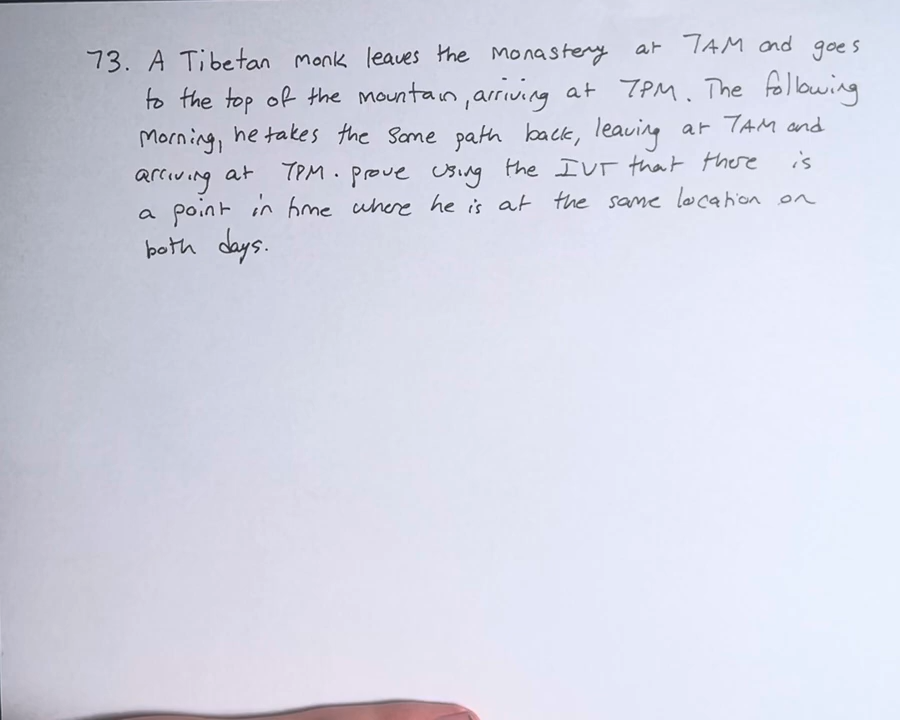 73. A Tibetan monk leaves the monastery at 7AM and goes
to the top of the mountain, arriving at 7PM. The following
morning, he takes the same path back, leaving at 7AM and
arriving at 7PM. prove using the IVT that there is
a point in time where he is at the same location on
both days.